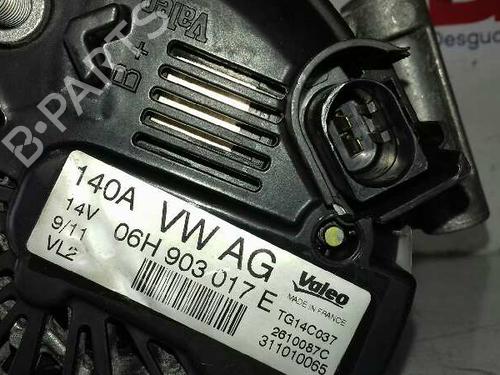 B-PARTS
B+
Valeo
Desgua
140A VW AG
14V 06H 903 017 E
9/11
VL2
Valeo
MADE IN FRANCE
TG14C037
2610087C
311010065